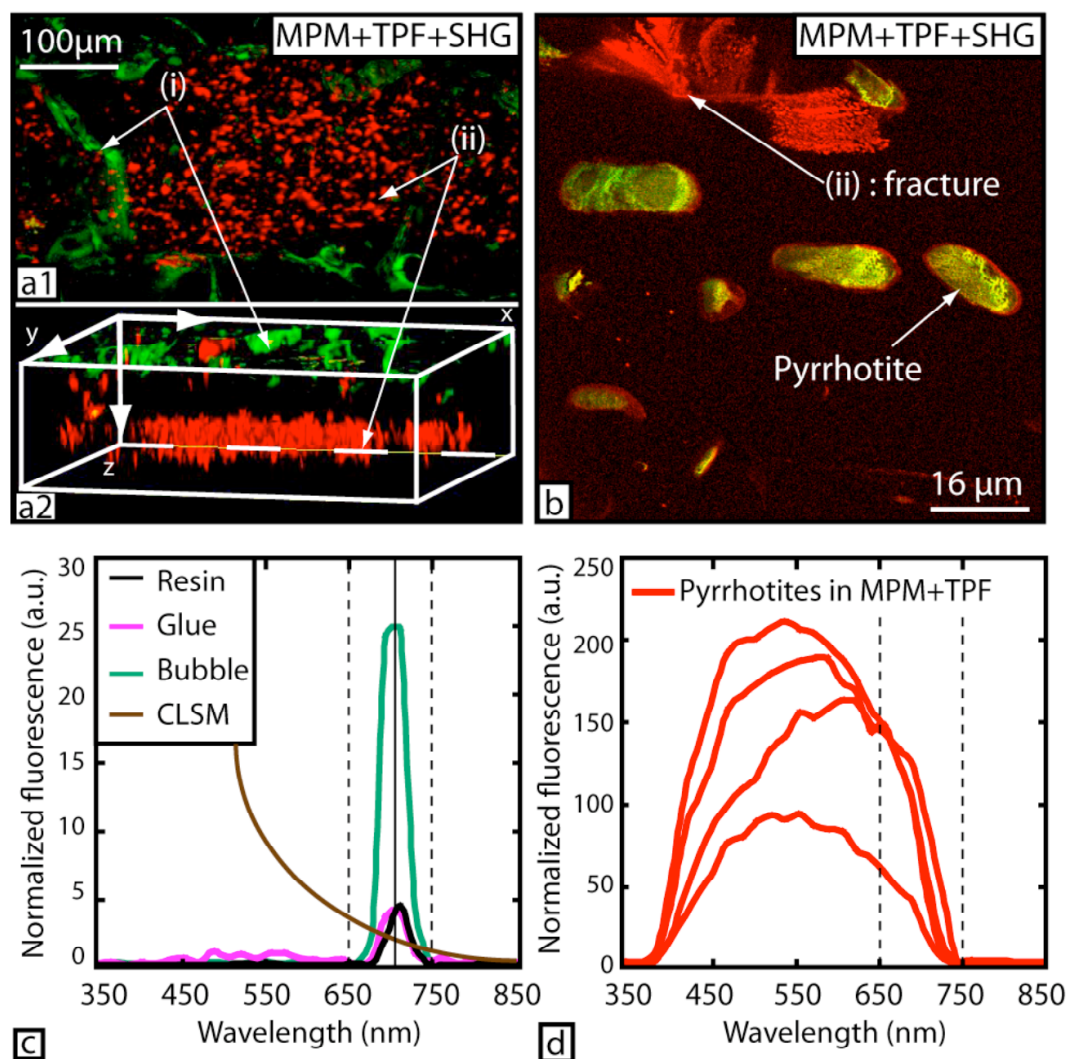 100µm
MPM+TPF+SHG
(i)
(ii)
a1
x
y
z
a2
MPM+TPF+SHG
(ii) : fracture
Pyrrhotite
16 µm
b
Normalized fluorescence (a.u.)
30
25
20
15
10
5
0
Resin
Glue
Bubble
CLSM
350 450 550 650 750 850
Wavelength (nm)
c
Normalized fluorescence (a.u.)
250
200
150
100
50
0
Pyrrhotites in MPM+TPF
350 450 550 650 750 850
Wavelength (nm)
d